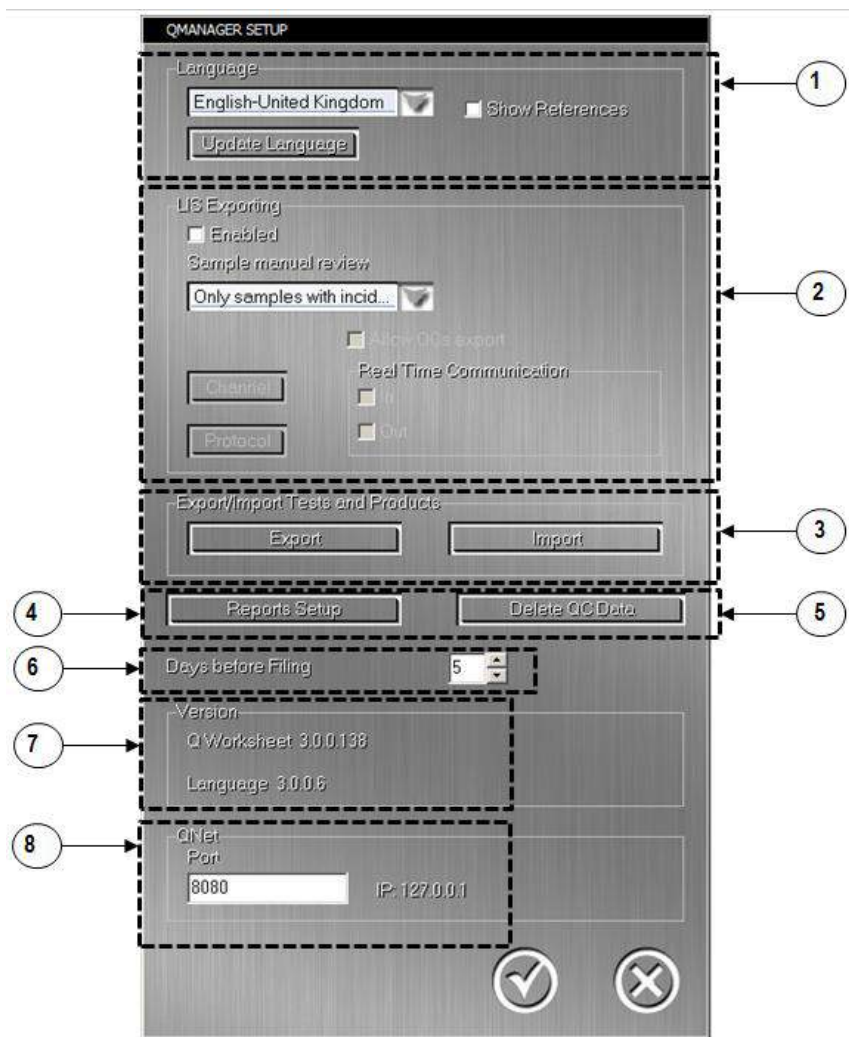 QMANAGER SETUP
Language
1
English-United Kingdom
Show References
Update Language
LIS Exporting
Enabled
Sample manual review
Only samples with incid...
2
Allow QCs export
Real Time Communication
Channel
In
Protocol
Out
Export/Import Tests and Products
Export
Import
3
4
Reports Setup
Delete QC Data
5
6
Days before Filing
5
Version
Q Worksheet 3.0.0.138
7
Language 3.0.0.6
QNet
8
Port
8080
IP: 127.0.0.1